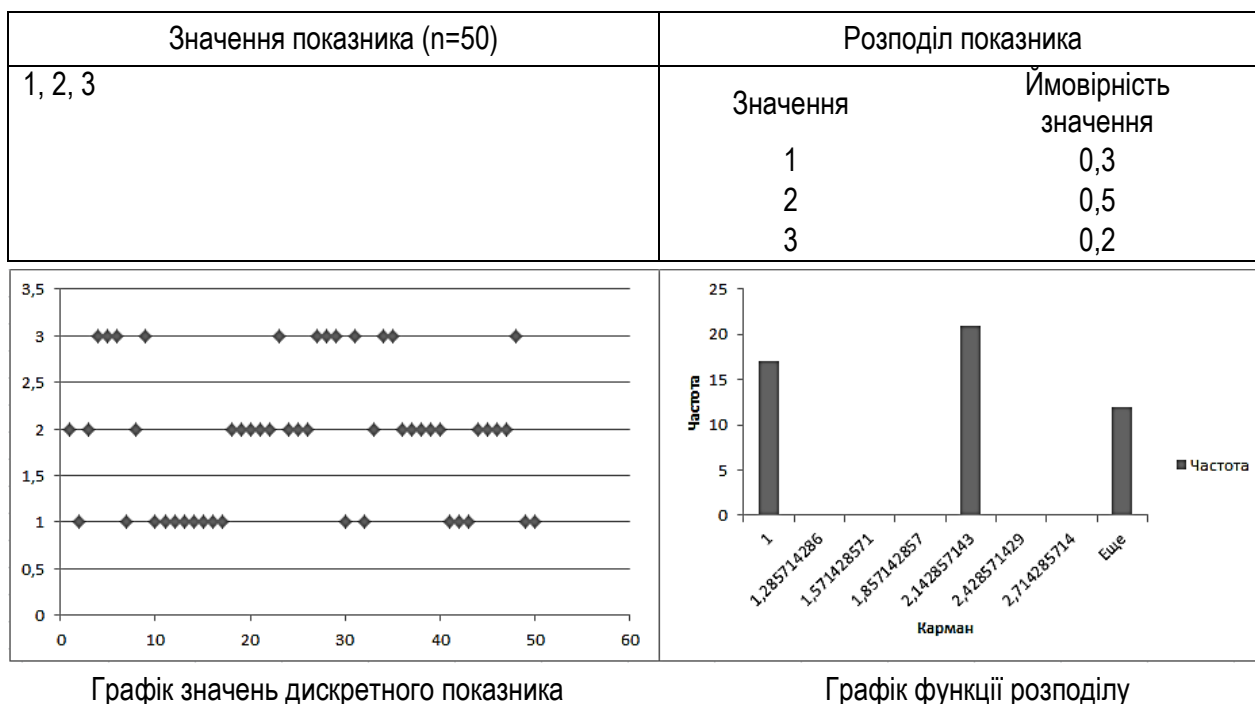 Значення показника (n=50)
Розподіл показника
1, 2, 3
Значення
Ймовірність
значення
1
0,3
2
0,5
3
0,2
3,5
3
2,5
2
1,5
1
0,5
0
0
10
20
30
40
50
60
25
20
15
10
5
0
Частота
1
1,285714286
1,571428571
1,857142857
2,142857143
2,428571429
2,714285714
Еще
Карман
Частота
Графік значень дискретного показника
Графік функції розподілу